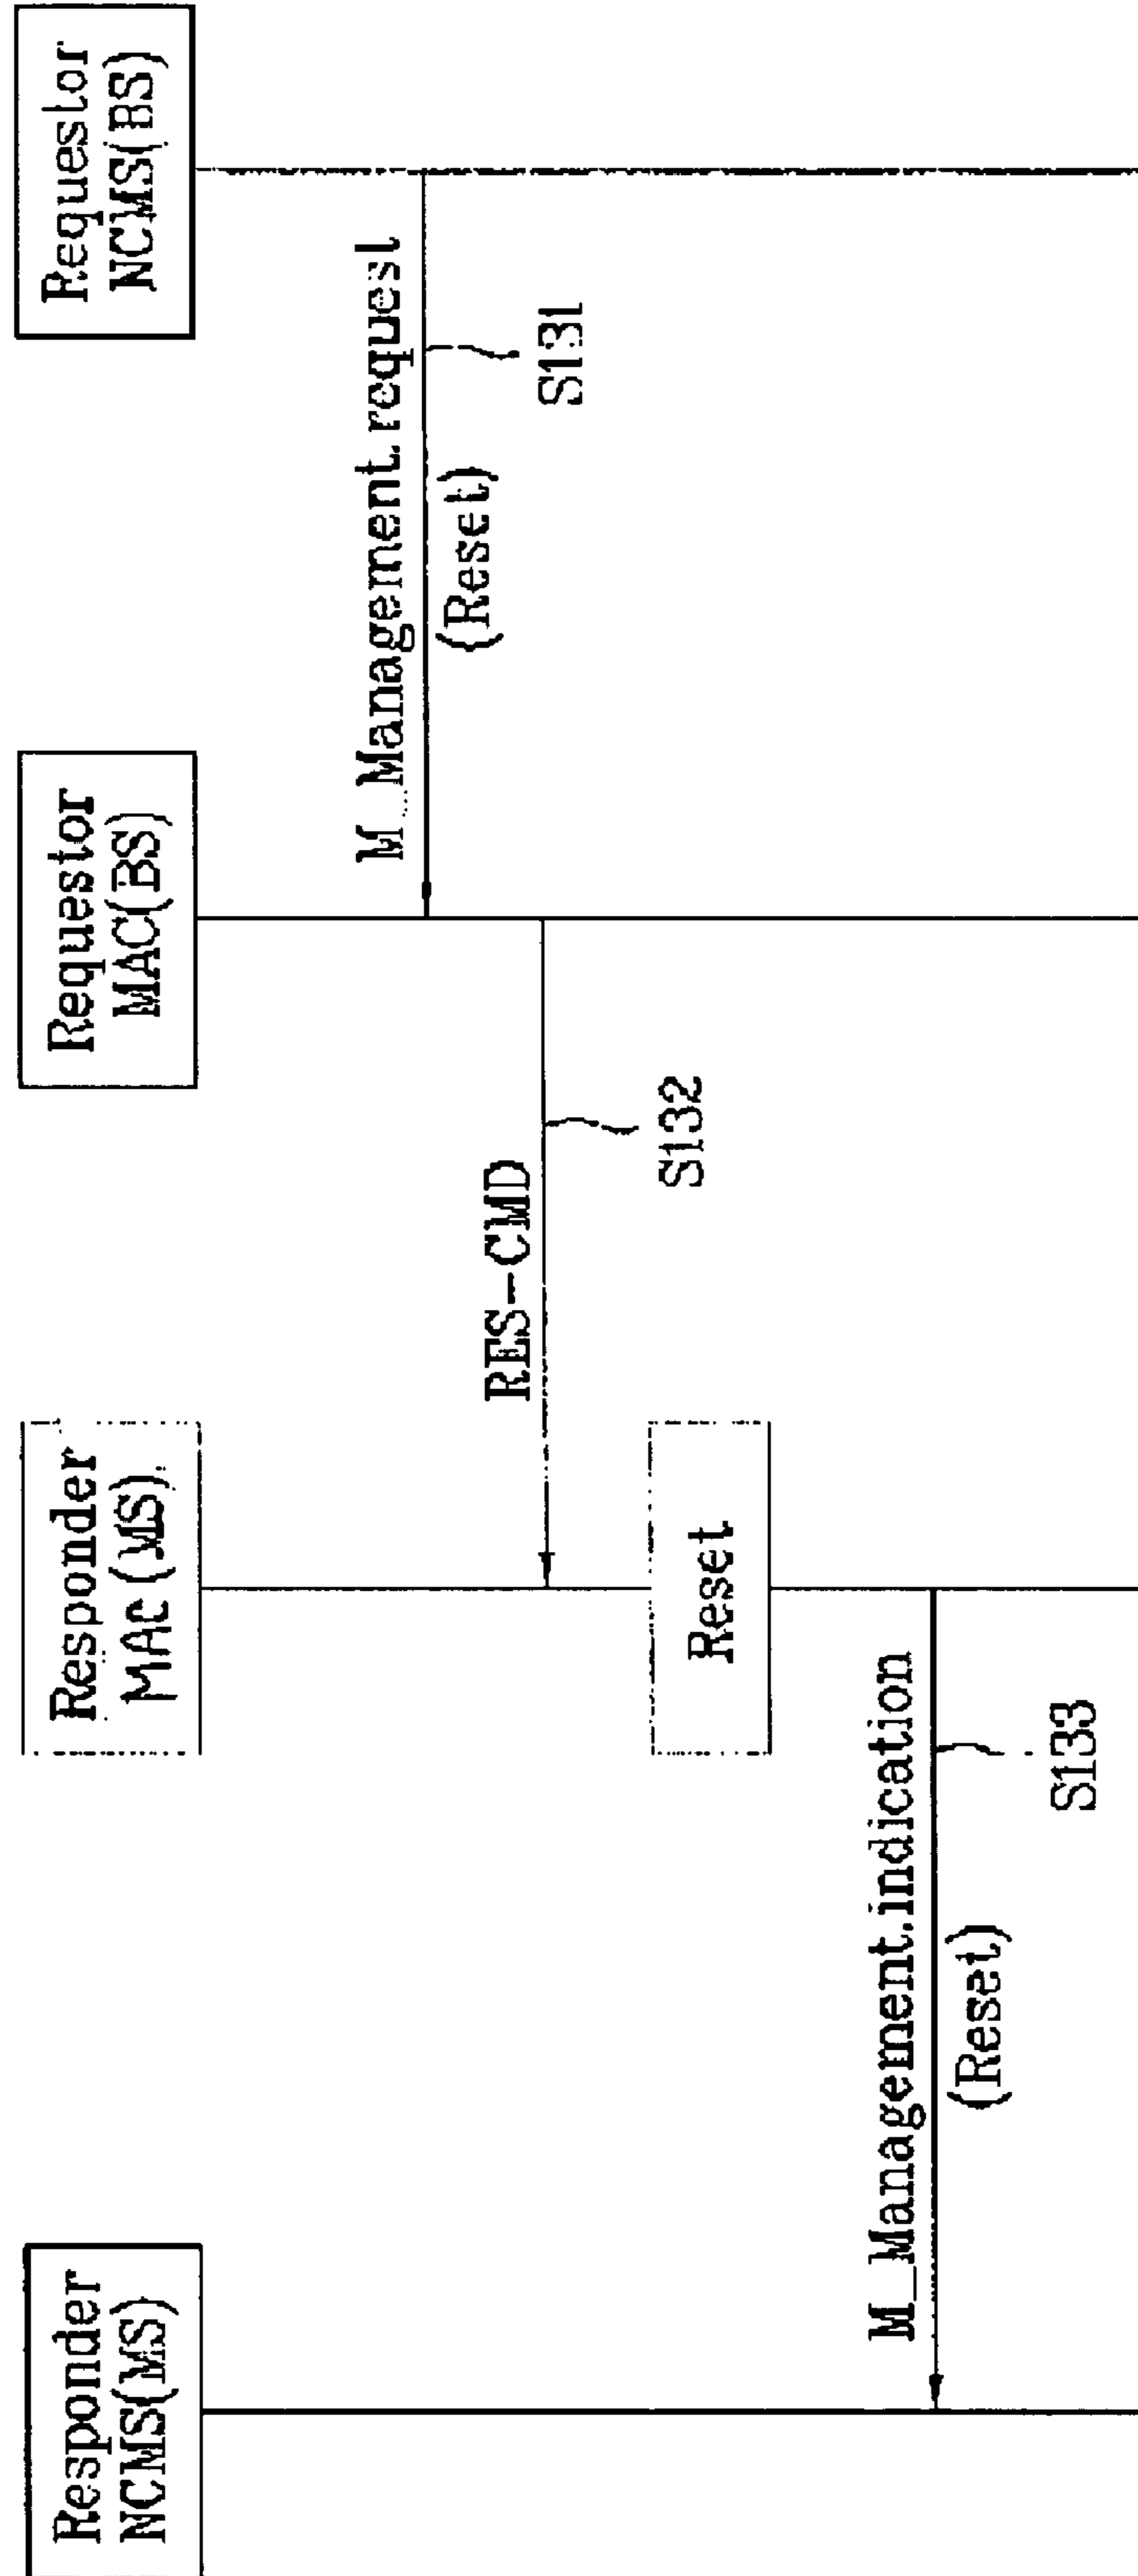 Responder
NCMS(MS)
Responder
MAC(MS)
Requestor
MAC(BS)
Requestor
NCMS(BS)
M_Management.request
(Reset)
S131
RES-CMD
S132
Reset
M_Management.indication
(Reset)
S133